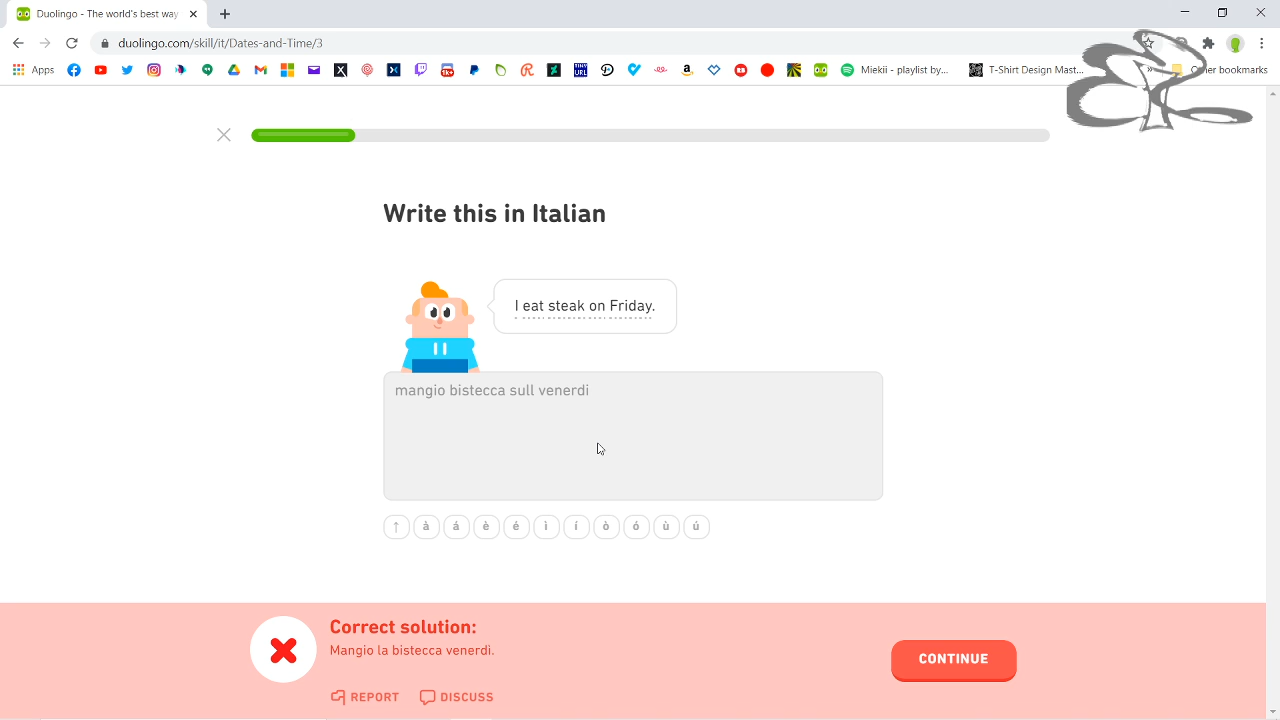 Duolingo - The world's best way
duolingo.com/skill/it/Dates-and-Time/3
Apps
Miekii - playlist by...
T-Shirt Design Mast...
Other bookmarks
Write this in Italian
I eat steak on Friday.
mangio bistecca sull venerdi
↑ à á è é ì í ò ó ù ú
Correct solution:
Mangio la bistecca venerdì.
CONTINUE
REPORT DISCUSS